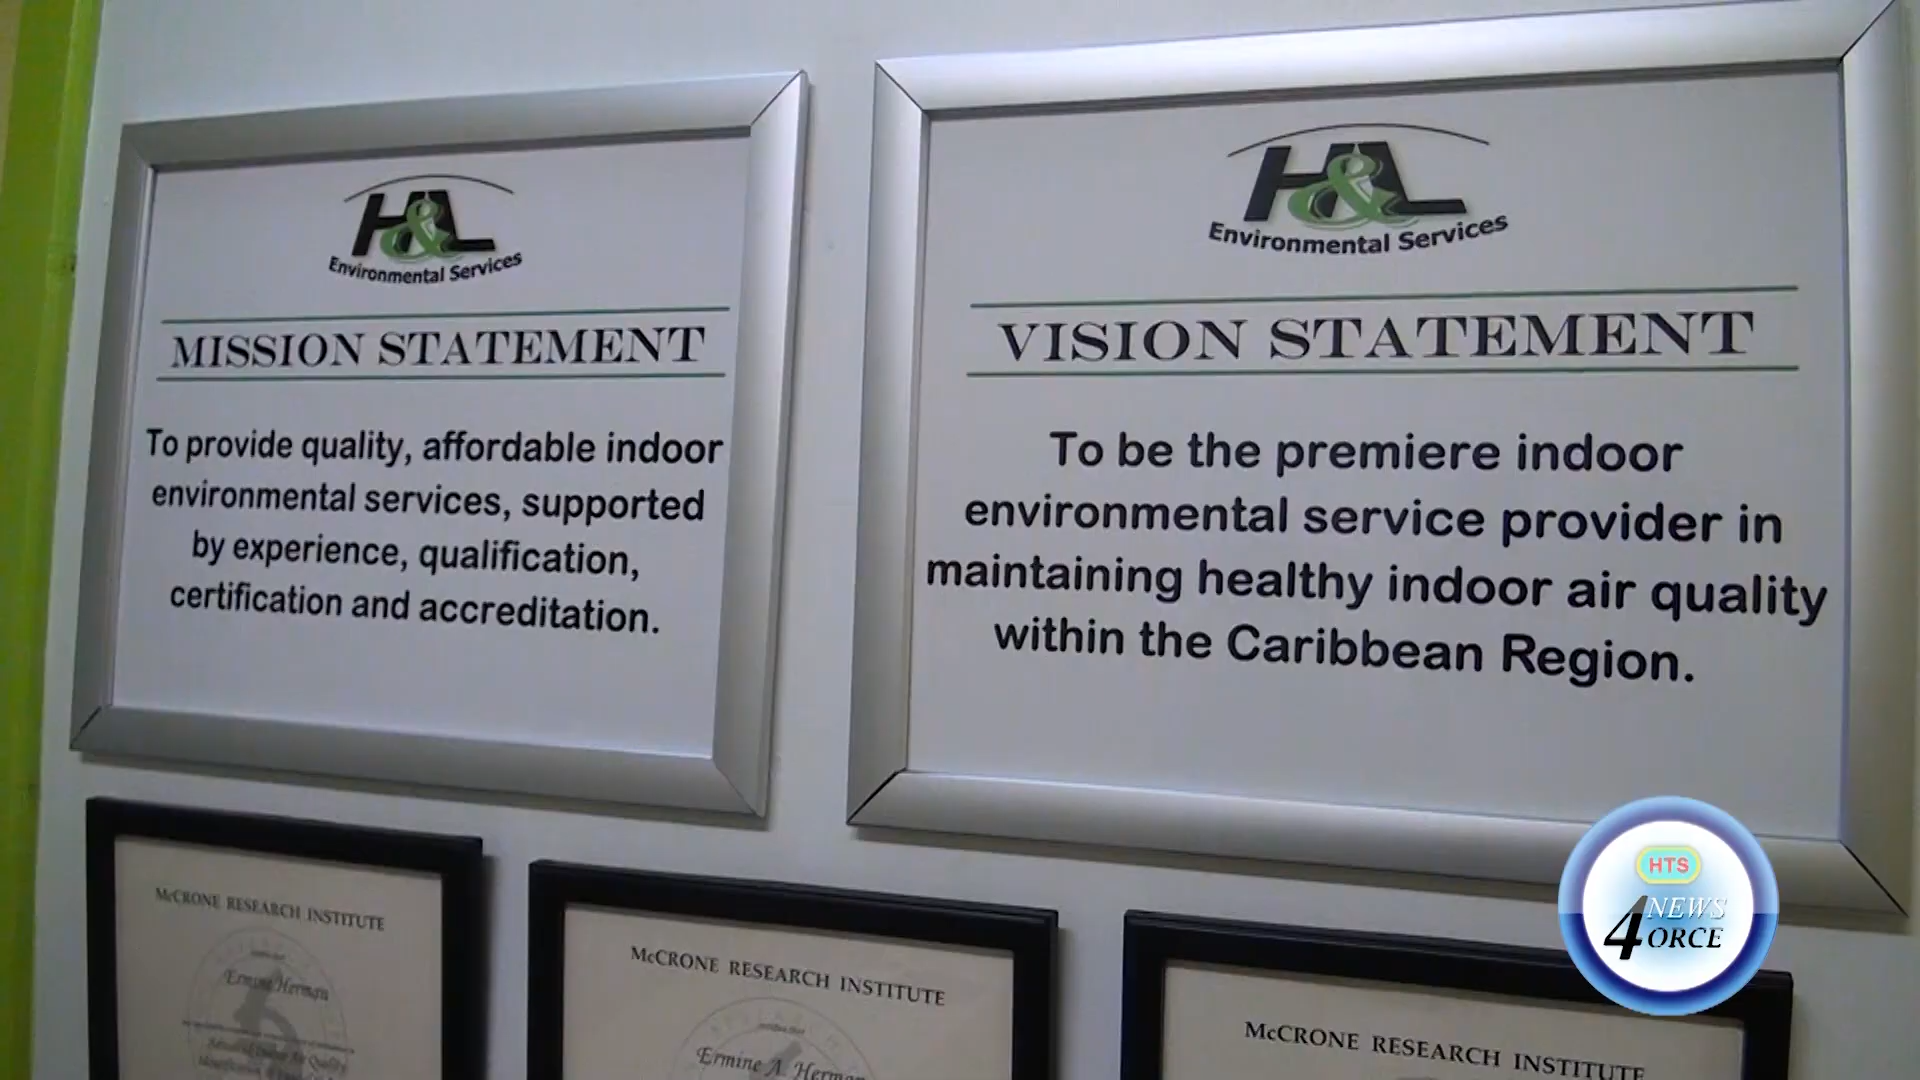 H&L
Environmental Services
MISSION STATEMENT
To provide quality, affordable indoor
environmental services, supported
by experience, qualification,
certification and accreditation.
H&L
Environmental Services
VISION STATEMENT
To be the premiere indoor
environmental service provider in
maintaining healthy indoor air quality
within the Caribbean Region.
McCRONE RESEARCH INSTITUTE
Ermine Herman
McCRONE RESEARCH INSTITUTE
Ermine A. Herman
McCRONE RESEARCH INSTITUTE
HTS
NEWS
4ORCE